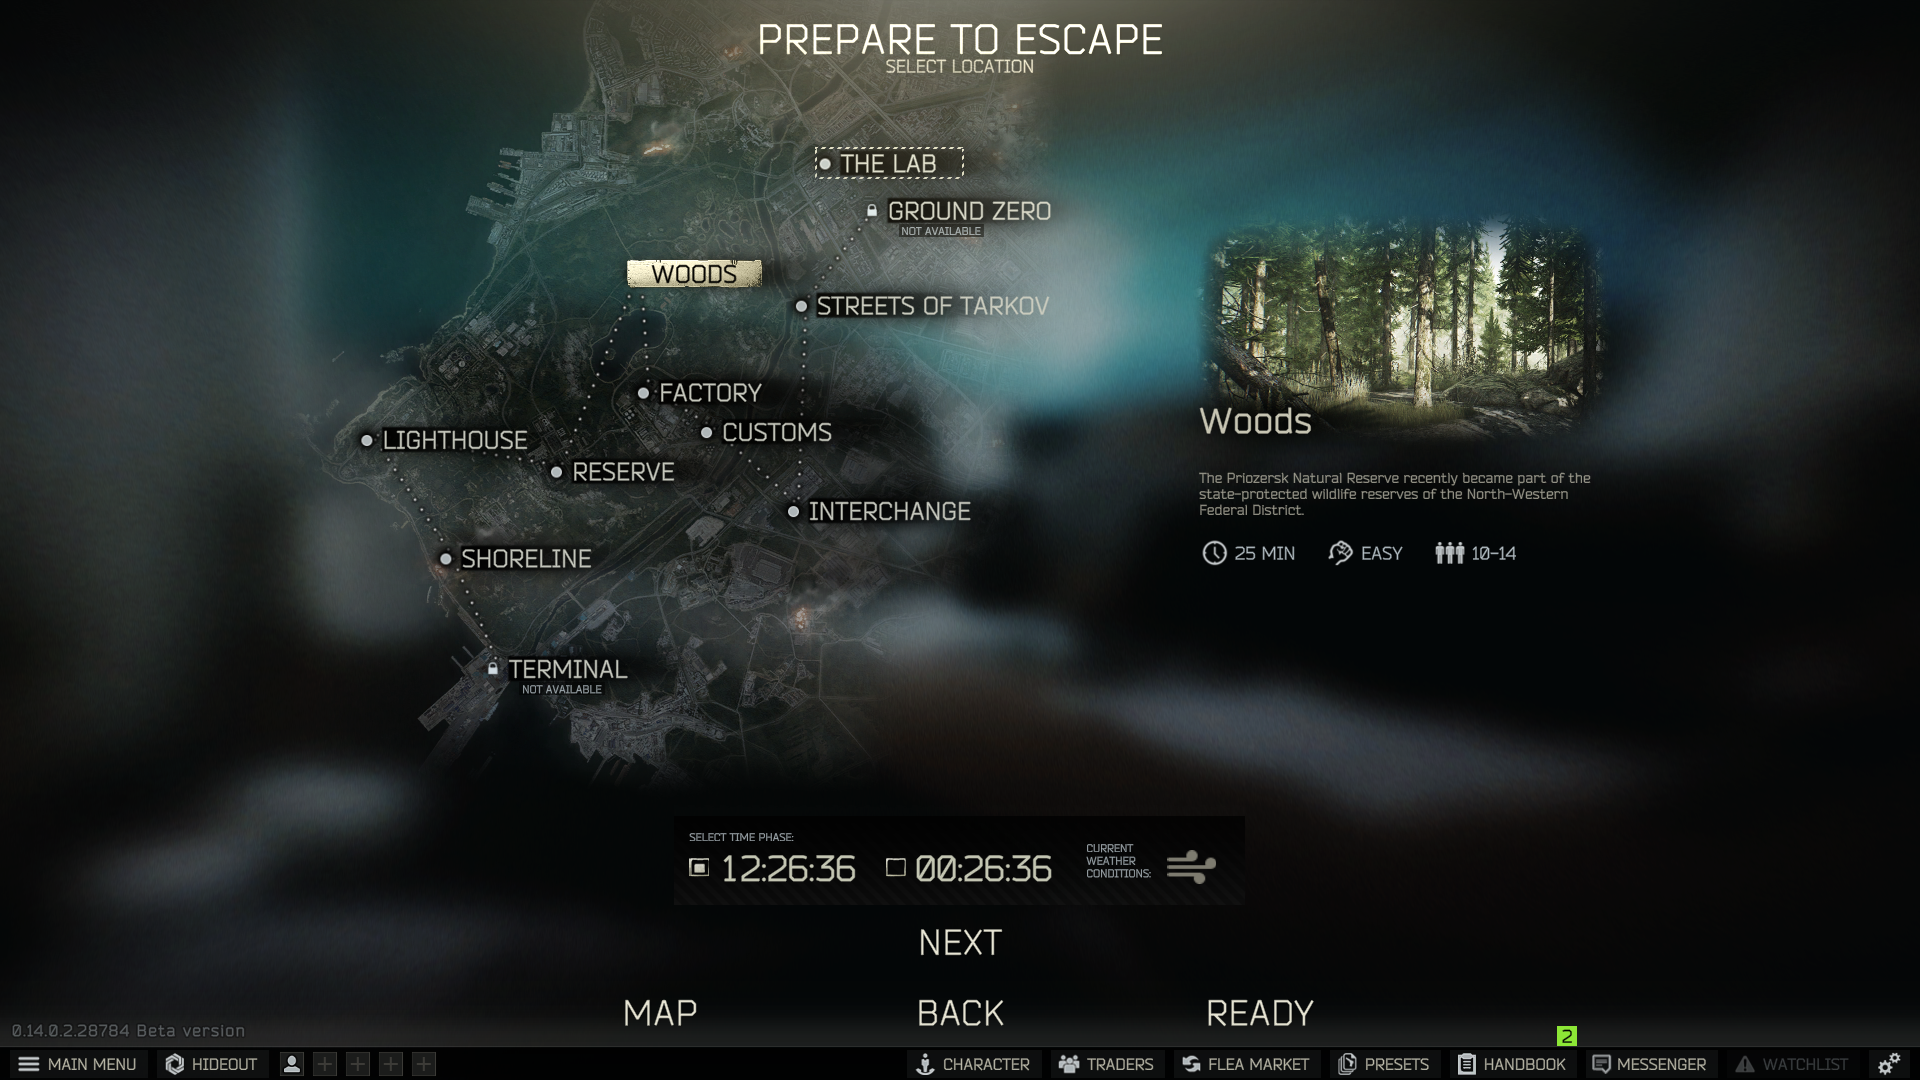 PREPARE TO ESCAPE
SELECT LOCATION
THE LAB
GROUND ZERO
NOT AVAILABLE
WOODS
STREETS OF TARKOV
FACTORY
CUSTOMS
LIGHTHOUSE
RESERVE
INTERCHANGE
SHORELINE
TERMINAL
NOT AVAILABLE
Woods
The Priozersk Natural Reserve recently became part of the
state-protected wildlife reserves of the North-Western
Federal District.
25 MIN EASY 10-14
SELECT TIME PHASE:
12:26:36 00:26:36
CURRENT
WEATHER
CONDITIONS:
NEXT
MAP BACK READY
0.14.0.2.28784 Beta version
2
MAIN MENU HIDEOUT CHARACTER TRADERS FLEA MARKET PRESETS HANDBOOK MESSENGER WATCHLIST